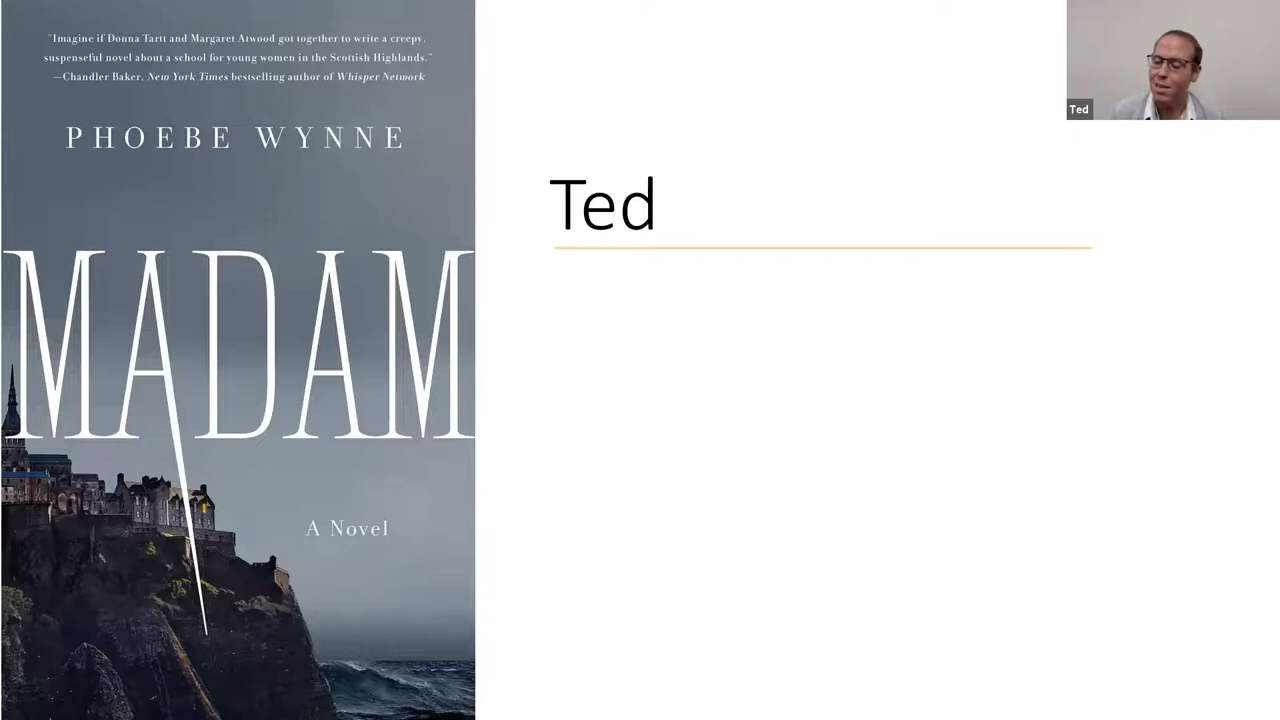 "Imagine if Donna Tartt and Margaret Atwood got together to write a creepy,
suspenseful novel about a school for young women in the Scottish Highlands."
—Chandler Baker, New York Times bestselling author of Whisper Network
PHOEBE WYNNE
MADAM
A Novel
Ted
Ted